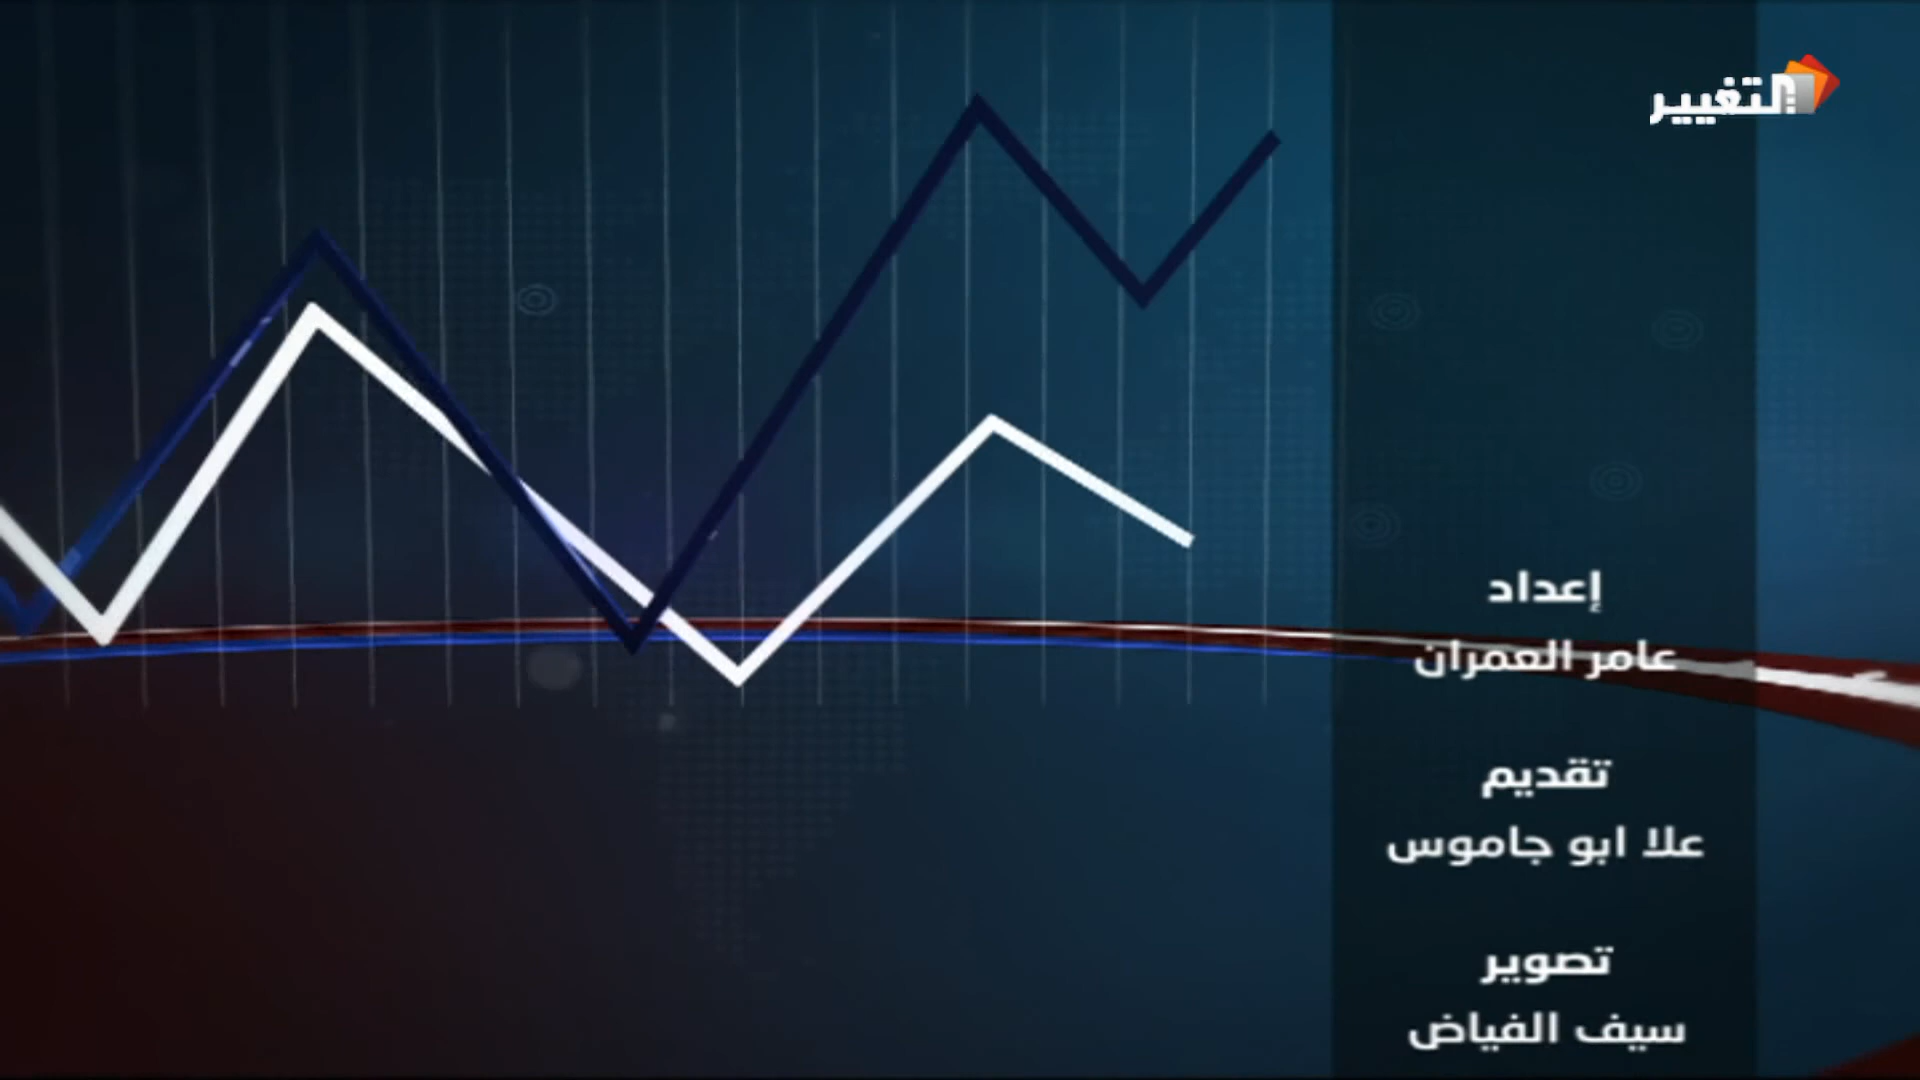 التغيير
إعداد
عامر العمران
تقديم
علا ابو جاموس
تصوير
سيف الفياض